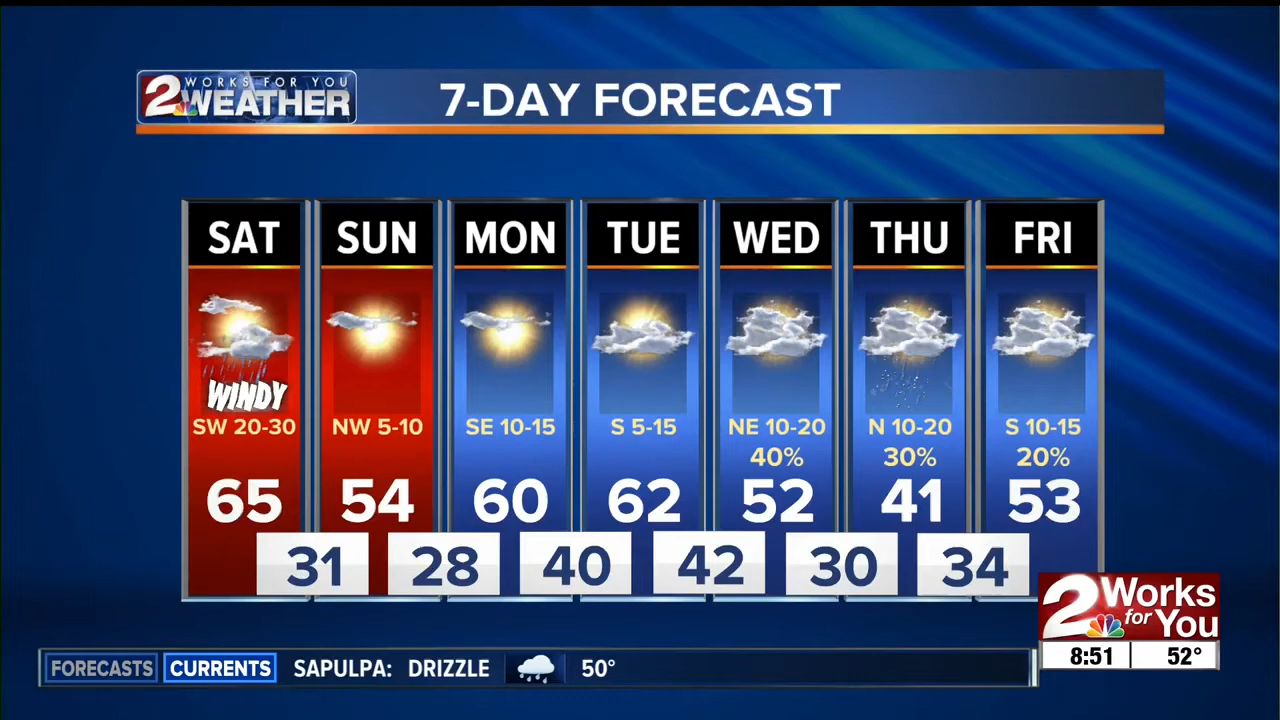 2 WORKS FOR YOU
WEATHER
7-DAY FORECAST
SAT SUN MON TUE WED THU FRI
WINDY
SW 20-30 NW 5-10 SE 10-15 S 5-15 NE 10-20 N 10-20 S 10-15
40% 30% 20%
65 54 60 62 52 41 53
31 28 40 42 30 34
2 Works
for You
8:51 52°
FORECASTS CURRENTS SAPULPA: DRIZZLE 50°